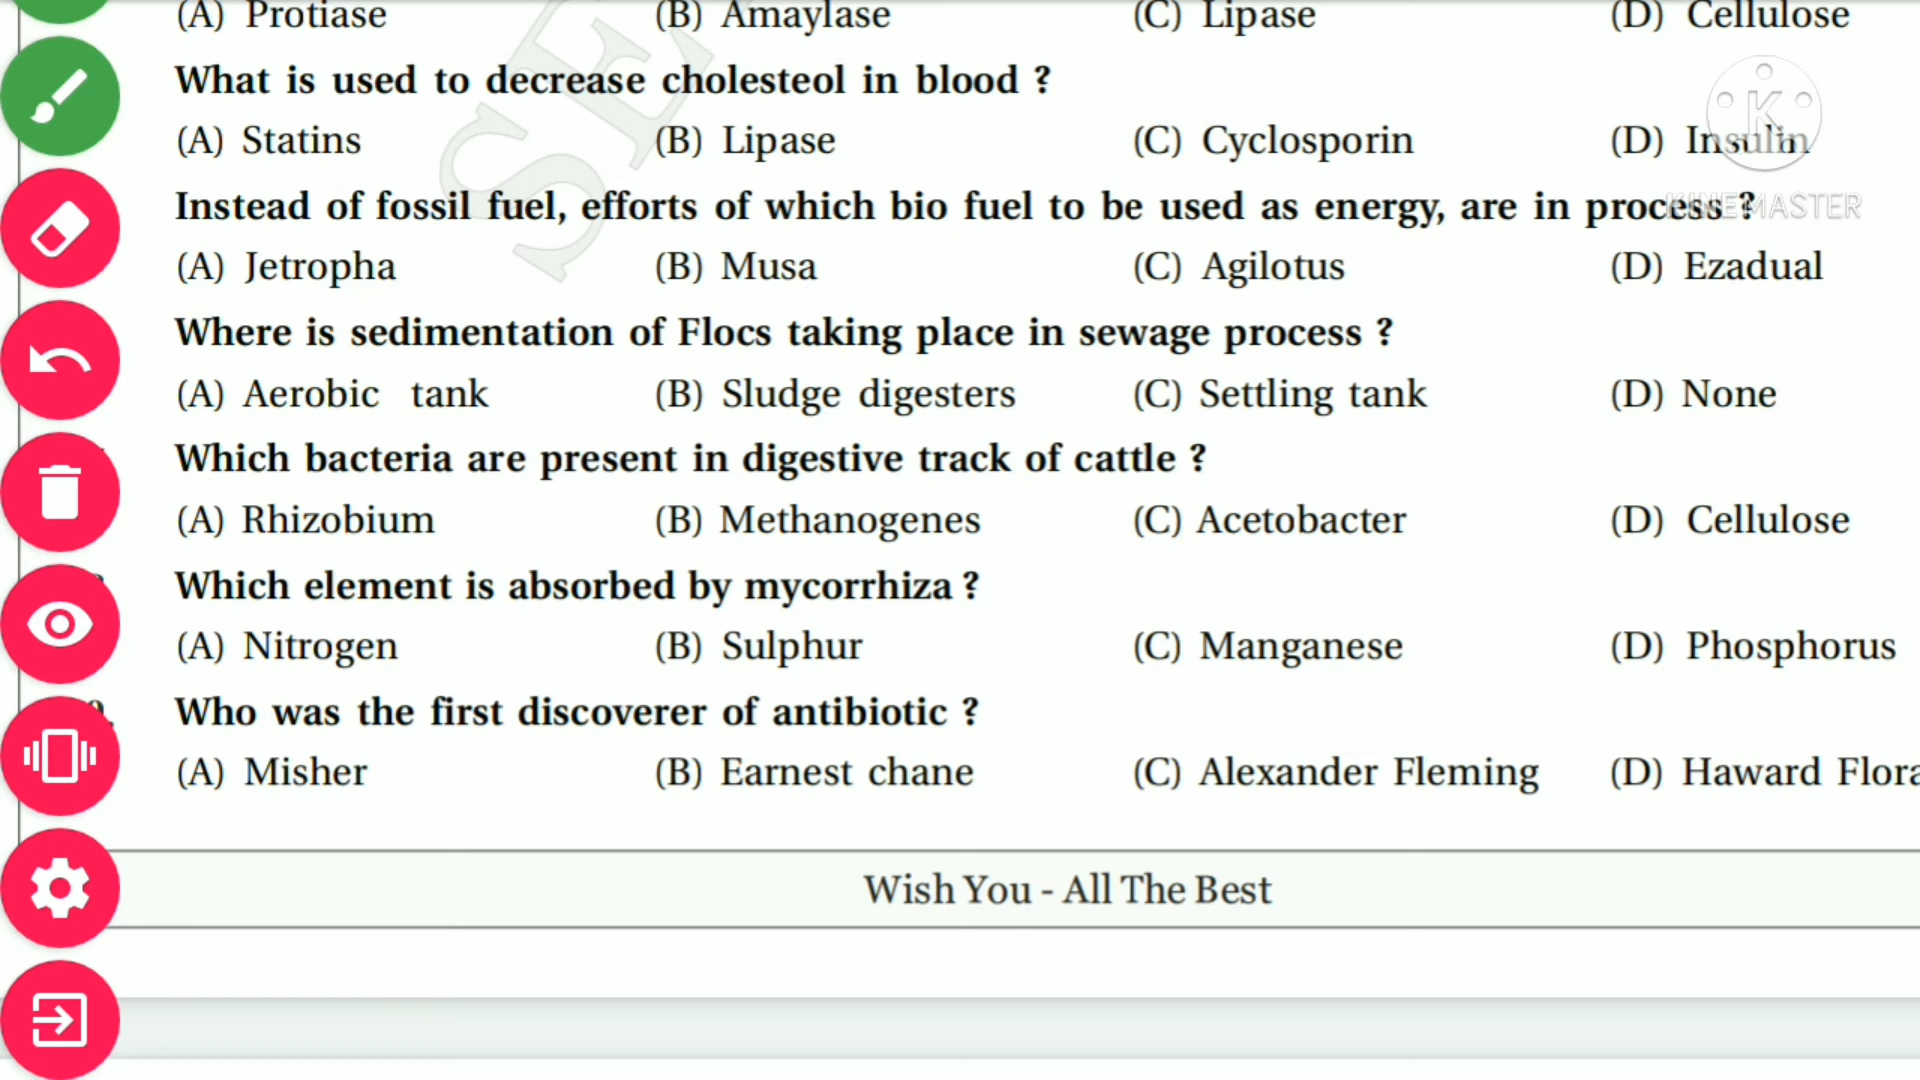 (A) Protiase (B) Amaylase (C) Lipase (D) Cellulose
What is used to decrease cholesteol in blood ?
(A) Statins (B) Lipase (C) Cyclosporin (D) Insulin
Instead of fossil fuel, efforts of which bio fuel to be used as energy, are in process ?
(A) Jetropha (B) Musa (C) Agilotus (D) Ezadual
Where is sedimentation of Flocs taking place in sewage process ?
(A) Aerobic tank (B) Sludge digesters (C) Settling tank (D) None
Which bacteria are present in digestive track of cattle ?
(A) Rhizobium (B) Methanogenes (C) Acetobacter (D) Cellulose
Which element is absorbed by mycorrhiza ?
(A) Nitrogen (B) Sulphur (C) Manganese (D) Phosphorus
Who was the first discoverer of antibiotic ?
(A) Misher (B) Earnest chane (C) Alexander Fleming (D) Haward
Wish You - All The Best
SE
K
KINEMASTER